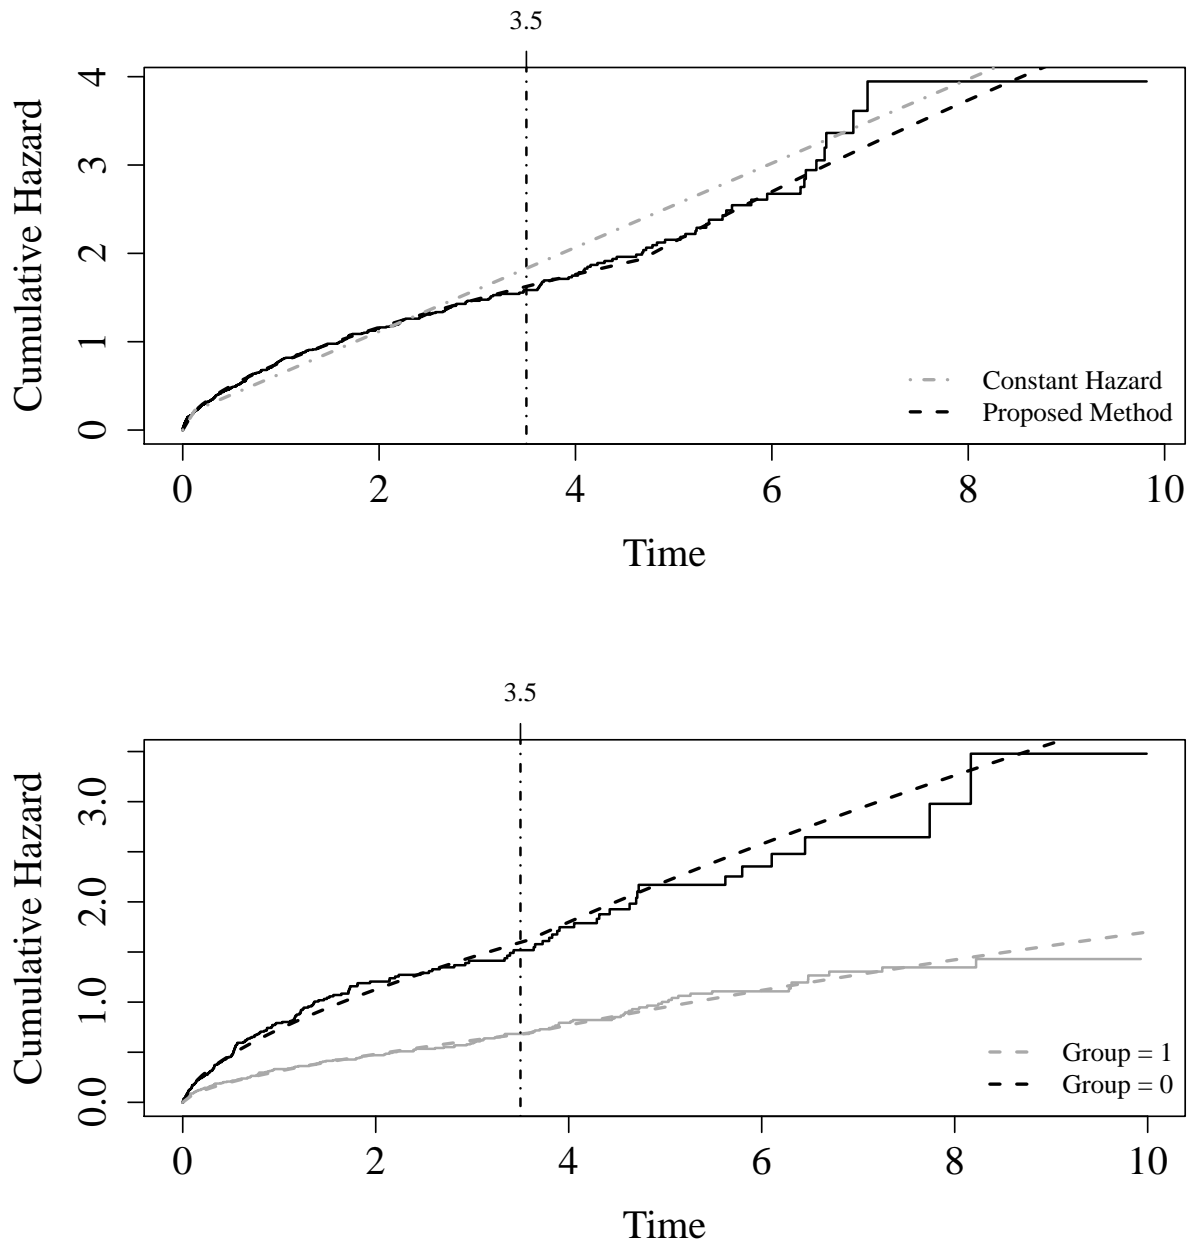 3.5
Cumulative Hazard
4
3
2
1
0
Constant Hazard
Proposed Method
0 2 4 6 8 10
Time
3.5
Cumulative Hazard
3.0
2.0
1.0
0.0
Group = 1
Group = 0
0 2 4 6 8 10
Time